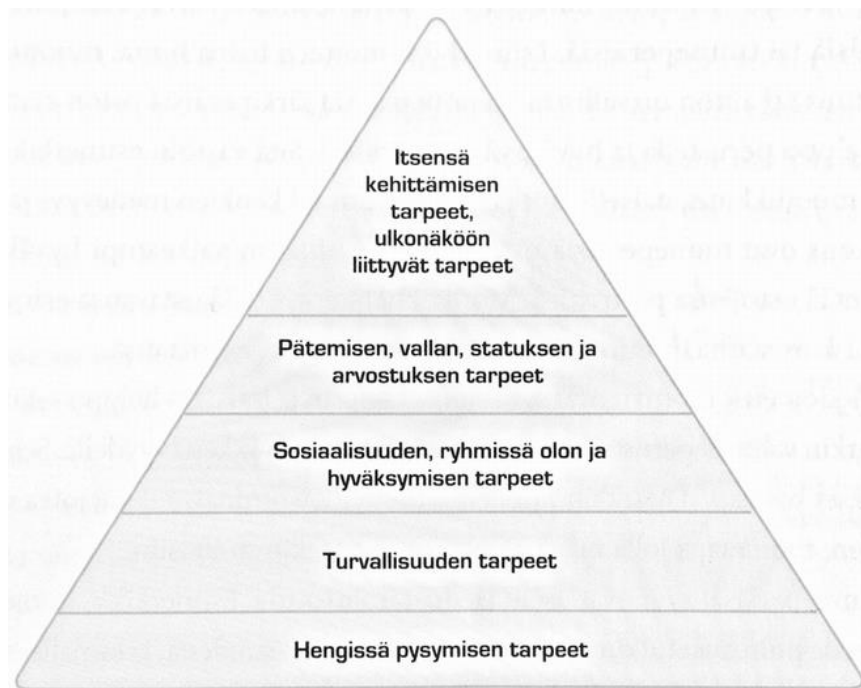 Itsensä
kehittämisen
tarpeet,
ulkonäköön
liittyvät tarpeet
Pätemisen, vallan, statuksen ja
arvostuksen tarpeet
Sosiaalisuuden, ryhmissä olon ja
hyväksymisen tarpeet
Turvallisuuden tarpeet
Hengissä pysymisen tarpeet